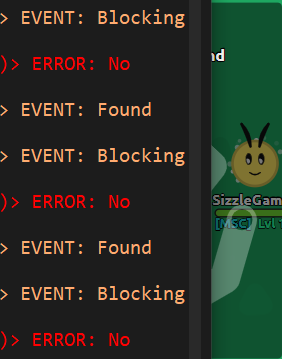 > EVENT: Blocking
)> ERROR: No
> EVENT: Found
> EVENT: Blocking
)> ERROR: No
> EVENT: Found
> EVENT: Blocking
)> ERROR: No
nd
SizzleGam
[MSC] Lvl